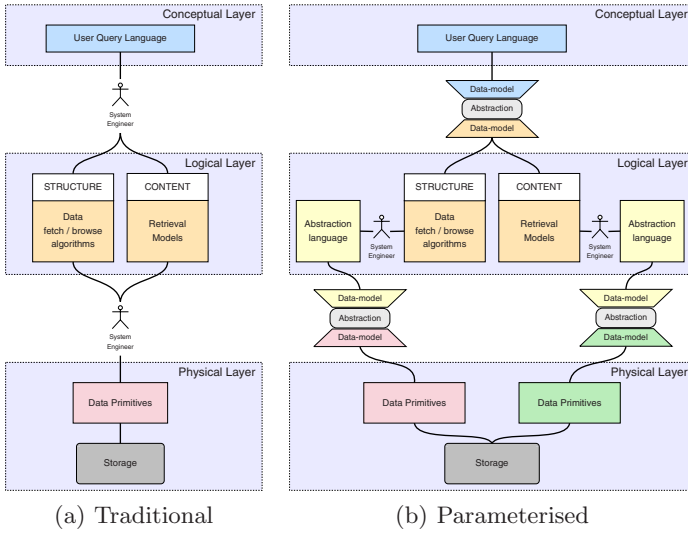 Conceptual Layer
User Query Language
System
Engineer
Logical Layer
STRUCTURE
CONTENT
Data
fetch / browse
algorithms
Retrieval
Models
System
Engineer
Physical Layer
Data Primitives
Storage
(a) Traditional
Conceptual Layer
User Query Language
Data-model
Abstraction
Data-model
Logical Layer
STRUCTURE
CONTENT
Abstraction
language
System
Engineer
Data
fetch / browse
algorithms
Retrieval
Models
System
Engineer
Abstraction
language
Data-model
Abstraction
Data-model
Data-model
Abstraction
Data-model
Physical Layer
Data Primitives
Data Primitives
Storage
(b) Parameterised